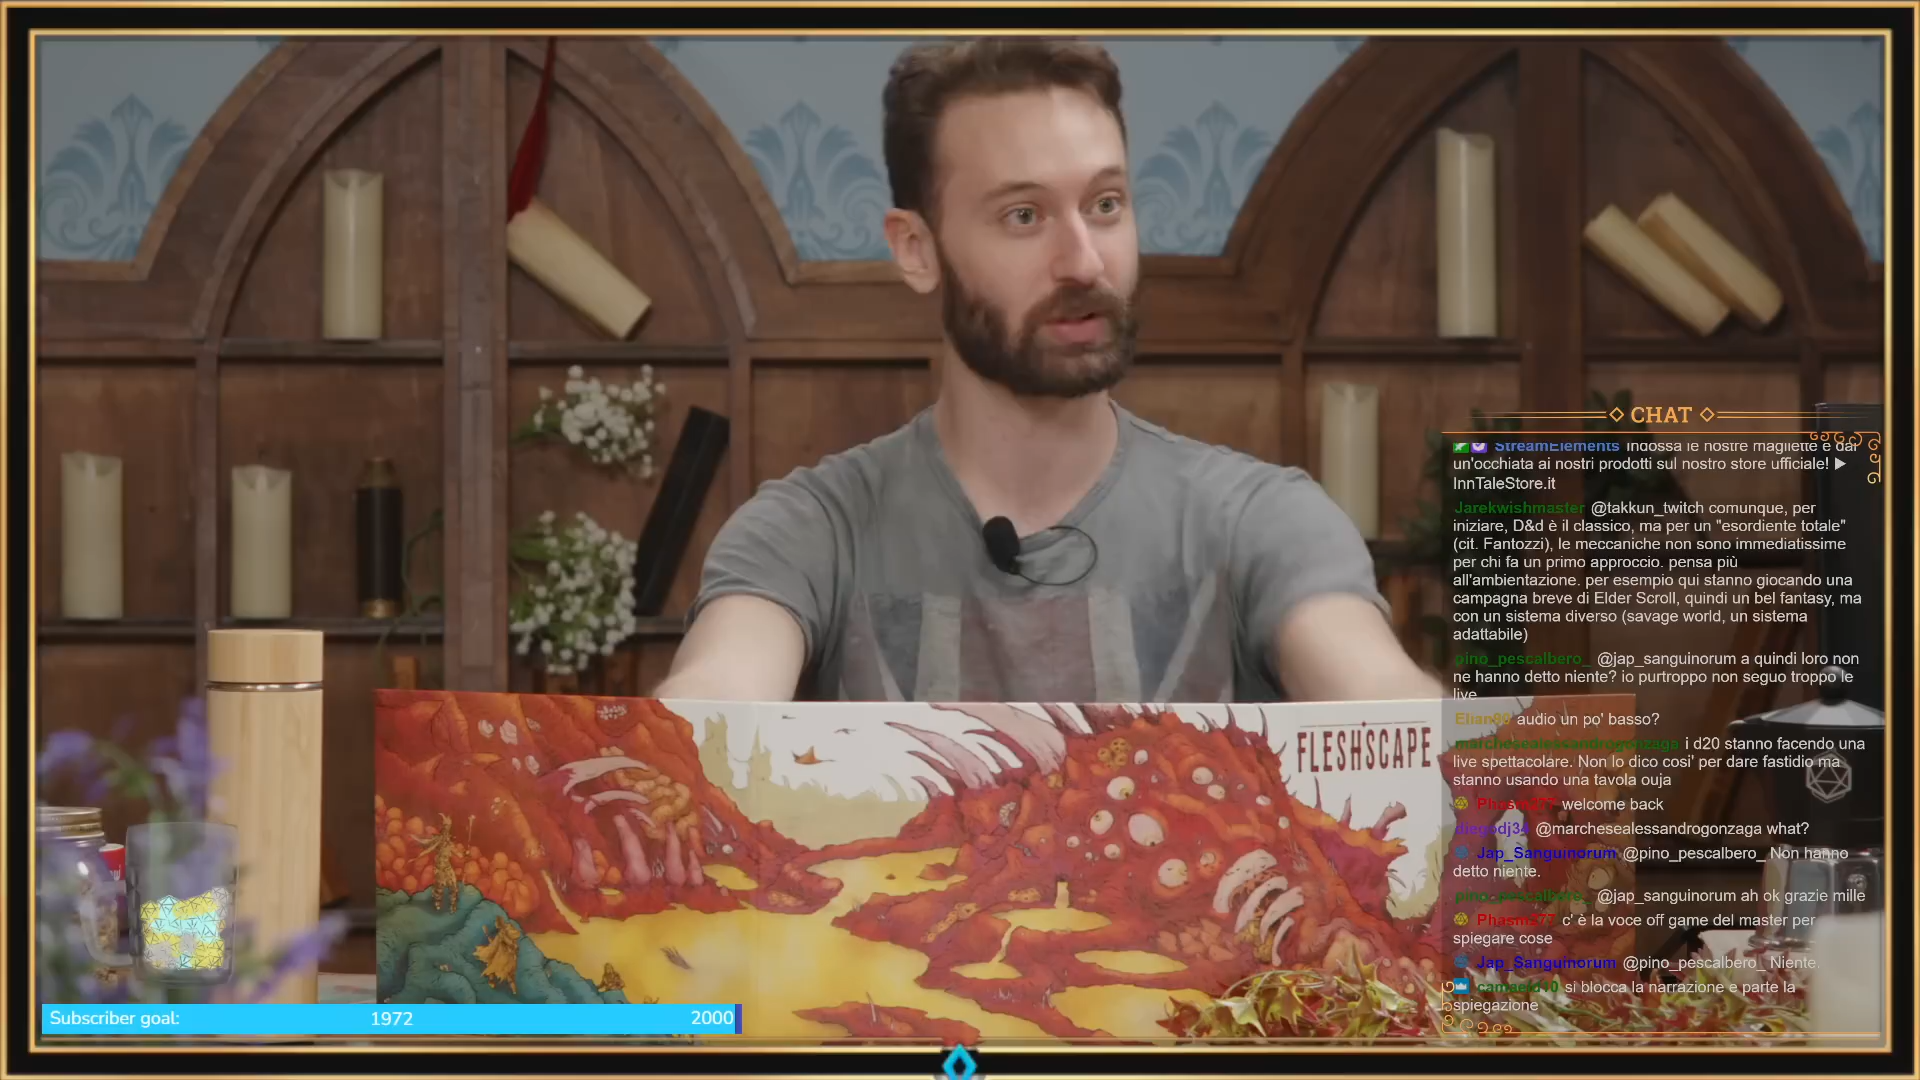 CHAT
StreamElements Indossa le nostre magliette e dai
un'occhiata ai nostri prodotti sul nostro store ufficiale! ▶
InnTaleStore.it
Jarekwishmaster @takkun_twitch comunque, per
iniziare, D&d è il classico, ma per un "esordiente totale"
(cit. Fantozzi), le meccaniche non sono immediatissime
per chi fa un primo approccio. pensa più
all'ambientazione. per esempio qui stanno giocando una
campagna breve di Elder Scroll, quindi un bel fantasy, ma
con un sistema diverso (savage world, un sistema
adattabile)
pino_pescalbero_ @jap_sanguinorum a quindi loro non
ne hanno detto niente? io purtroppo non seguo troppo le
live
Elian96 audio un po' basso?
marchesealessandrogonzaga i d20 stanno facendo una
live spettacolare. Non lo dico cosi' per dare fastidio ma
stanno usando una tavola ouja
Phasm277 welcome back
diegodj34 @marchesealessandrogonzaga what?
Jap_Sanguinorum @pino_pescalbero_ Non hanno
detto niente.
pino_pescalbero_ @jap_sanguinorum ah ok grazie mille
Phasm277 c' è la voce off game del master per
spiegare cose
Jap_Sanguinorum @pino_pescalbero_ Niente.
si blocca la narrazione e parte la
spiegazione
FLESHSCAPE
Subscriber goal: 1972 2000